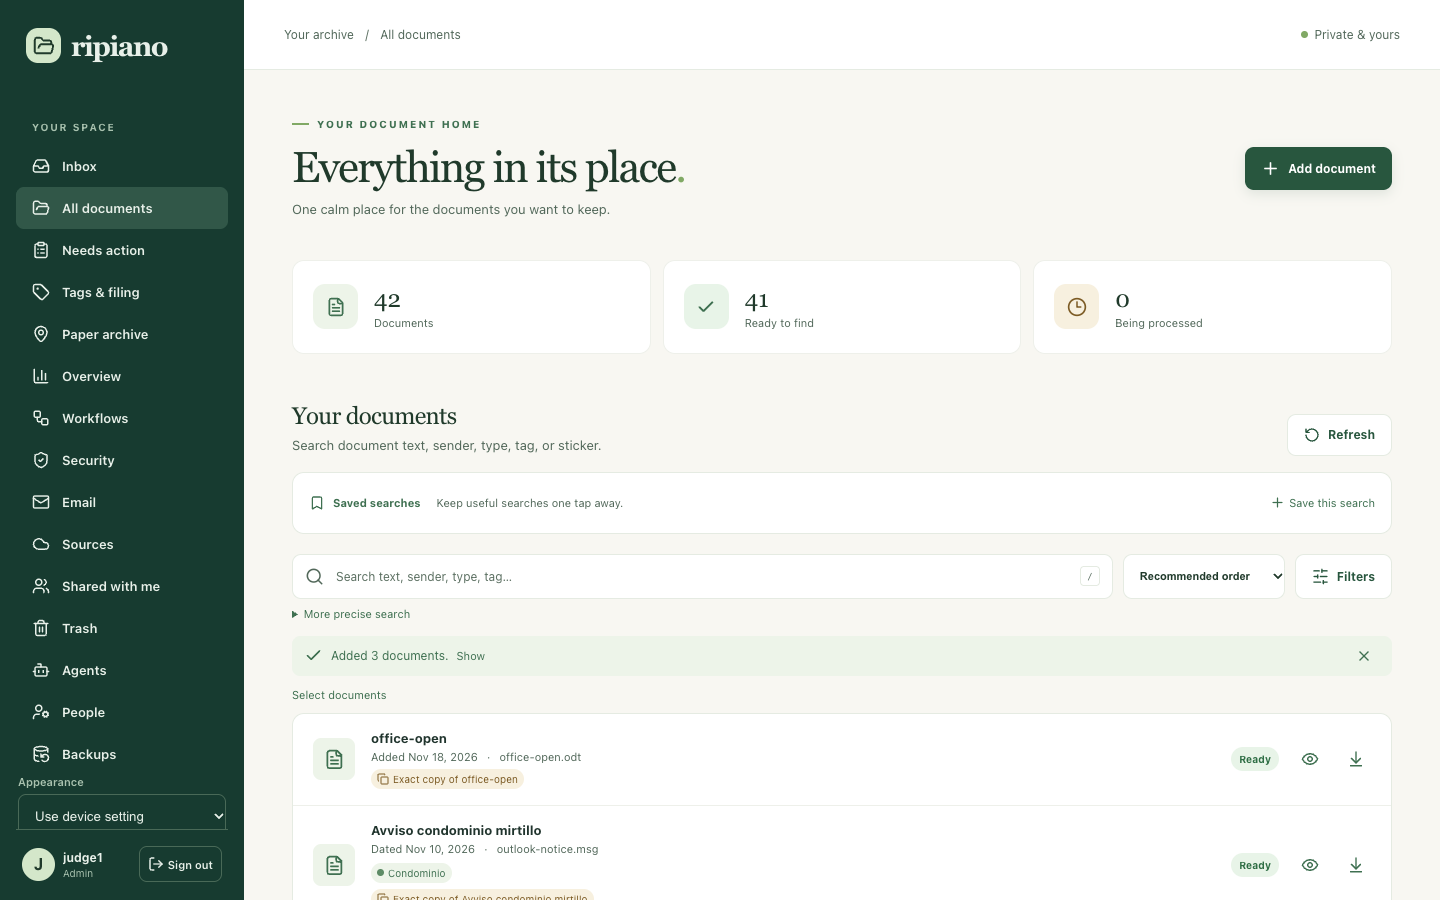 ripiano
YOUR SPACE
Inbox
All documents
Needs action
Tags & filing
Paper archive
Overview
Workflows
Security
Email
Sources
Shared with me
Trash
Agents
People
Backups
Appearance
Use device setting
J
judge1
Admin
Sign out
Your archive / All documents
Private & yours
YOUR DOCUMENT HOME
Everything in its place.
One calm place for the documents you want to keep.
Add document
42
Documents
41
Ready to find
0
Being processed
Your documents
Search document text, sender, type, tag, or sticker.
Refresh
Saved searches Keep useful searches one tap away.
Save this search
Search text, sender, type, tag...
/
Recommended order
Filters
More precise search
Added 3 documents. Show
Select documents
office-open
Added Nov 18, 2026 · office-open.odt
Exact copy of office-open
Ready
Avviso condominio mirtillo
Dated Nov 10, 2026 · outlook-notice.msg
Condominio
Exact copy of Avviso condominio mirtillo
Ready